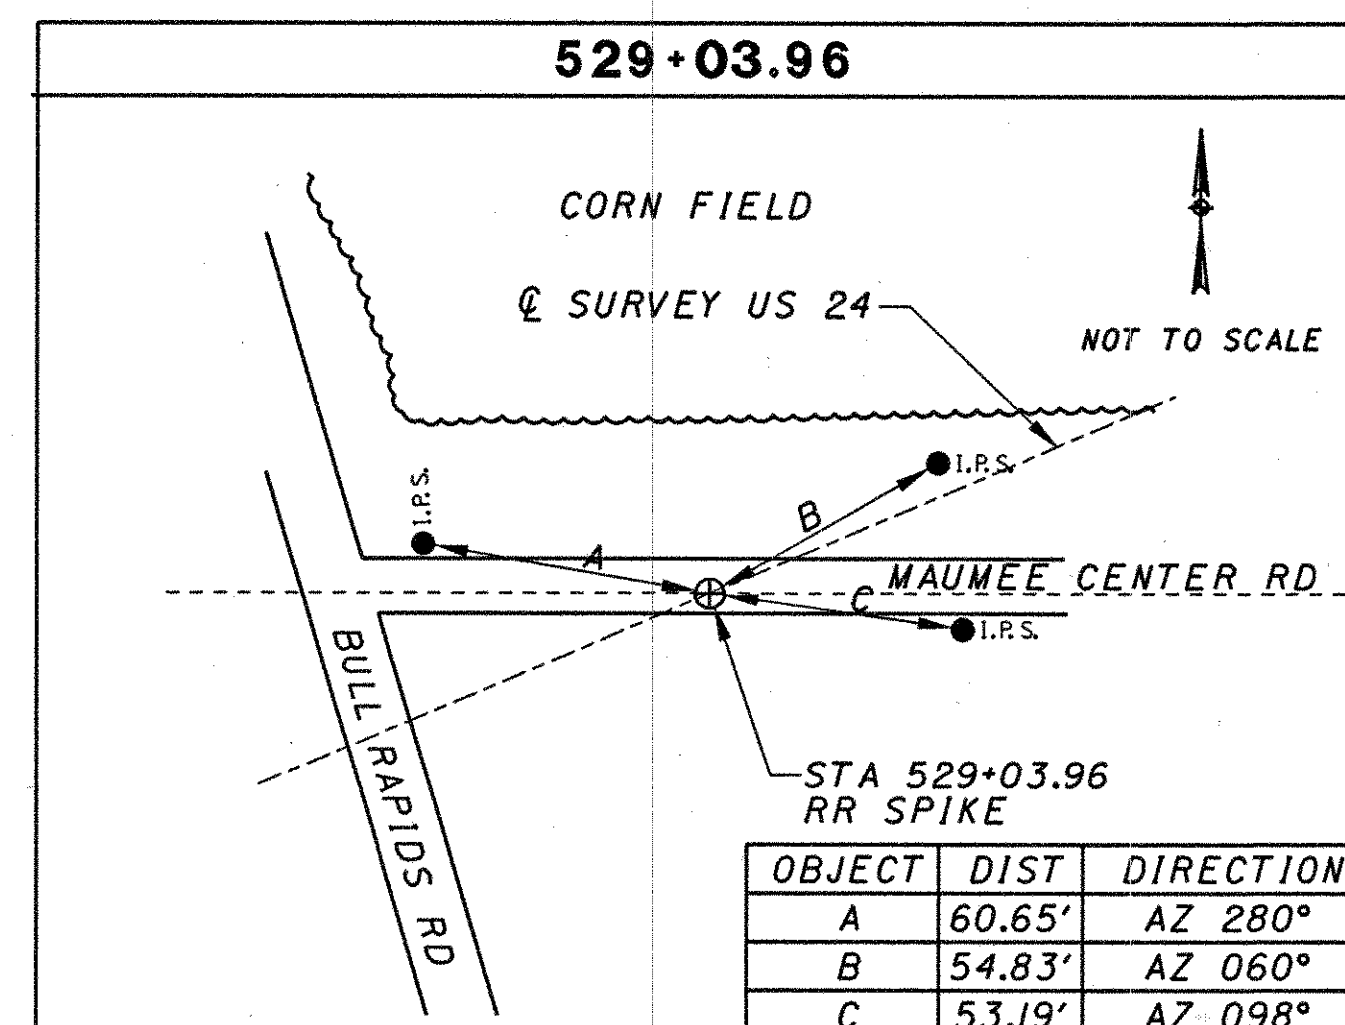 529+03.96
CORN FIELD
℄ SURVEY US 24
NOT TO SCALE
I.P.S.
I.P.S.
B
A
MAUMEE CENTER RD
C
I.P.S.
BULL RAPIDS RD
STA 529+03.96
RR SPIKE
OBJECT DIST DIRECTION
A 60.65' AZ 280°
B 54.83' AZ 060°
C 53.19' AZ 098°